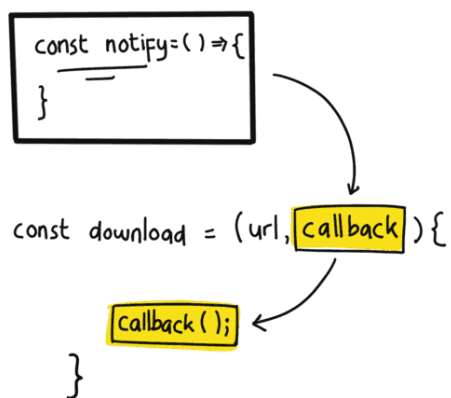 const notify=()⇒{
}
const download = (url, callback){
callback();
}